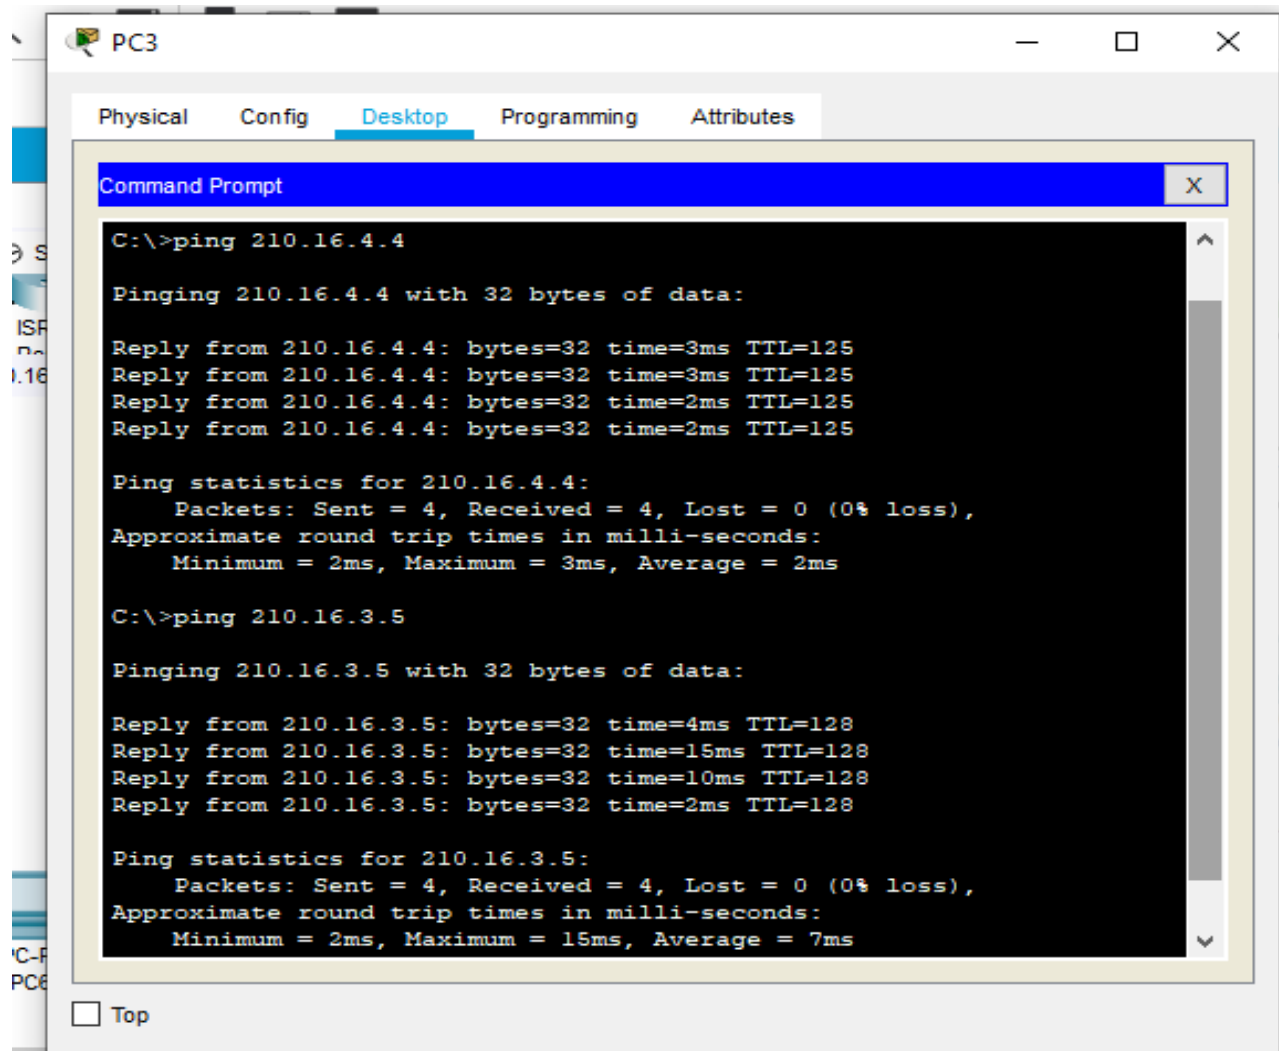 PC3
Physical Config Desktop Programming Attributes
Command Prompt
X
C:\>ping 210.16.4.4
Pinging 210.16.4.4 with 32 bytes of data:
Reply from 210.16.4.4: bytes=32 time=3ms TTL=125
Reply from 210.16.4.4: bytes=32 time=3ms TTL=125
Reply from 210.16.4.4: bytes=32 time=2ms TTL=125
Reply from 210.16.4.4: bytes=32 time=2ms TTL=125
Ping statistics for 210.16.4.4:
Packets: Sent = 4, Received = 4, Lost = 0 (0% loss),
Approximate round trip times in milli-seconds:
Minimum = 2ms, Maximum = 3ms, Average = 2ms
C:\>ping 210.16.3.5
Pinging 210.16.3.5 with 32 bytes of data:
Reply from 210.16.3.5: bytes=32 time=4ms TTL=128
Reply from 210.16.3.5: bytes=32 time=15ms TTL=128
Reply from 210.16.3.5: bytes=32 time=10ms TTL=128
Reply from 210.16.3.5: bytes=32 time=2ms TTL=128
Ping statistics for 210.16.3.5:
Packets: Sent = 4, Received = 4, Lost = 0 (0% loss),
Approximate round trip times in milli-seconds:
Minimum = 2ms, Maximum = 15ms, Average = 7ms
Top